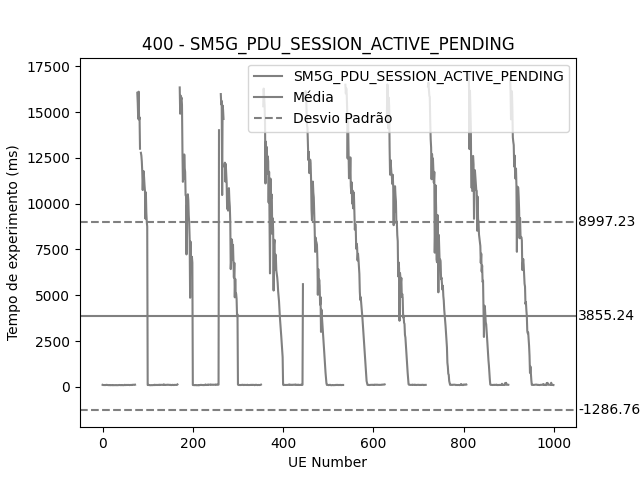 400 - SM5G_PDU_SESSION_ACTIVE_PENDING
17500
15000
12500
10000
7500
5000
2500
0
Tempo de experimento (ms)
SM5G_PDU_SESSION_ACTIVE_PENDING
Média
Desvio Padrão
8997.23
3855.24
-1286.76
0 200 400 600 800 1000
UE Number